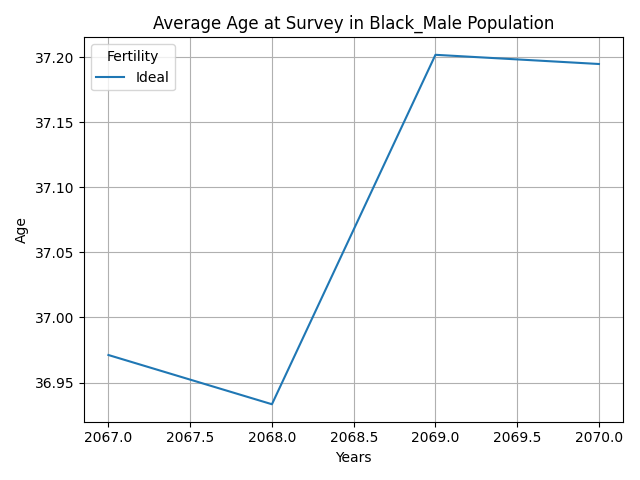 Average Age at Survey in Black_Male Population
Fertility
Ideal
37.20
37.15
37.10
37.05
37.00
36.95
Age
2067.0 2067.5 2068.0 2068.5 2069.0 2069.5 2070.0
Years